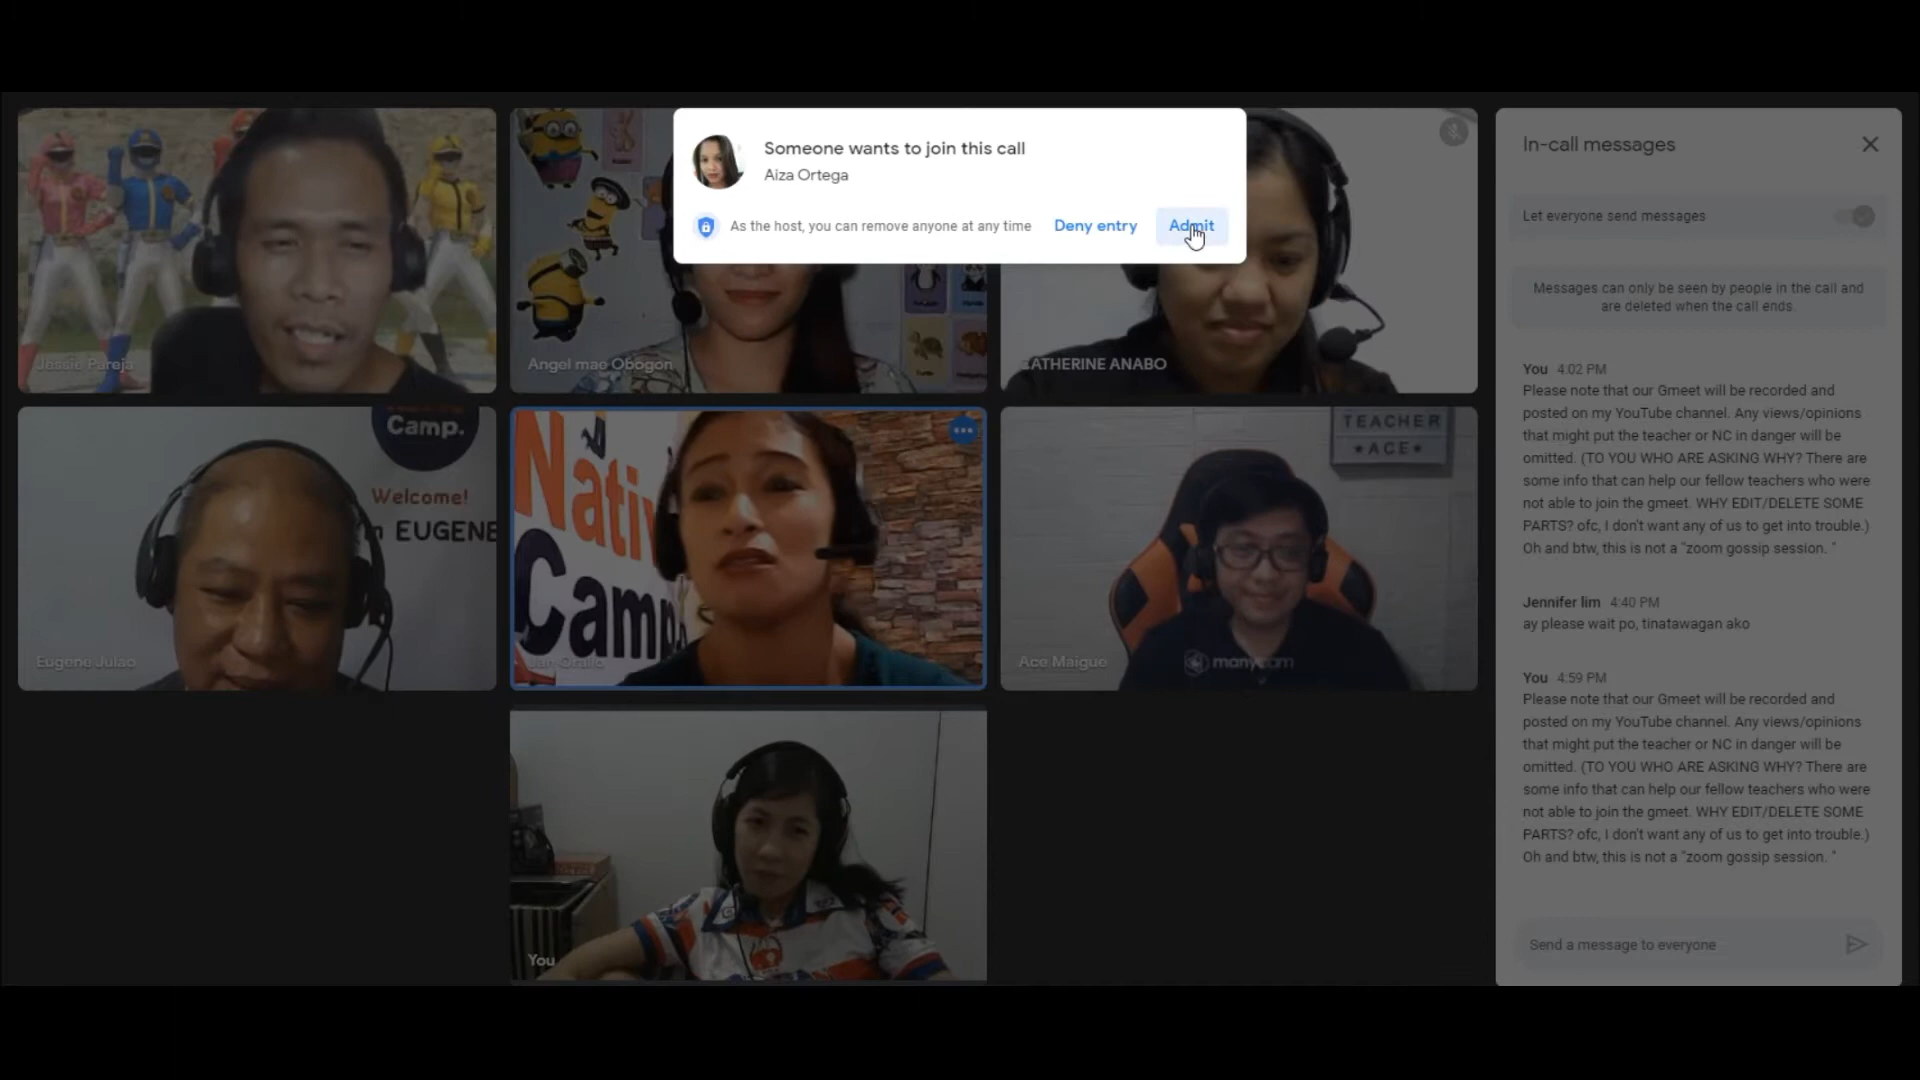 Someone wants to join this call
Aiza Ortega
As the host, you can remove anyone at any time
Deny entry
Admit
Jessie Pareja
Angel mae Obogon
CATHERINE ANABO
Camp.
Welcome!
EUGENE
Eugene Julao
Nati
Camp
TEACHER
★ACE★
Ace Maigue
manycam
You
In-call messages
Let everyone send messages
Messages can only be seen by people in the call and
are deleted when the call ends.
You 4:02 PM
Please note that our Gmeet will be recorded and
posted on my YouTube channel. Any views/opinions
that might put the teacher or NC in danger will be
omitted. (TO YOU WHO ARE ASKING WHY? There are
some info that can help our fellow teachers who were
not able to join the gmeet. WHY EDIT/DELETE SOME
PARTS? ofc, I don't want any of us to get into trouble.)
Oh and btw, this is not a "zoom gossip session. "
Jennifer lim 4:40 PM
ay please wait po, tinatawagan ako
You 4:59 PM
Please note that our Gmeet will be recorded and
posted on my YouTube channel. Any views/opinions
that might put the teacher or NC in danger will be
omitted. (TO YOU WHO ARE ASKING WHY? There are
some info that can help our fellow teachers who were
not able to join the gmeet. WHY EDIT/DELETE SOME
PARTS? ofc, I don't want any of us to get into trouble.)
Oh and btw, this is not a "zoom gossip session. "
Send a message to everyone